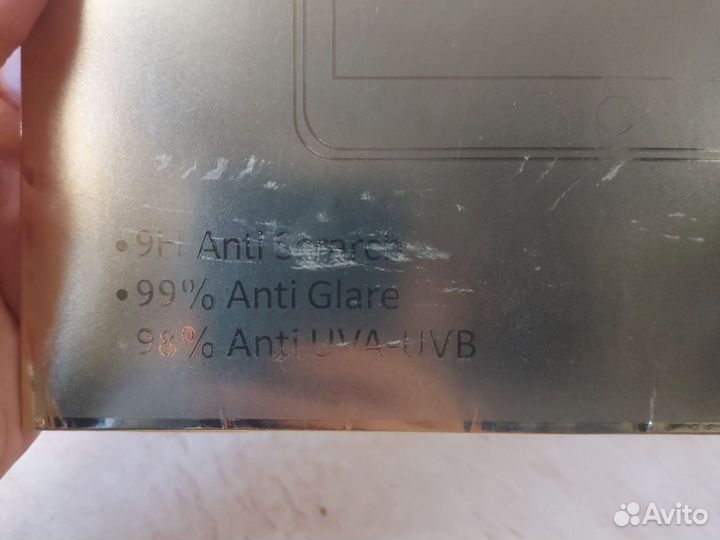 • 9H Anti Scratch
• 99% Anti Glare
98% Anti UVA-UVB
Avito